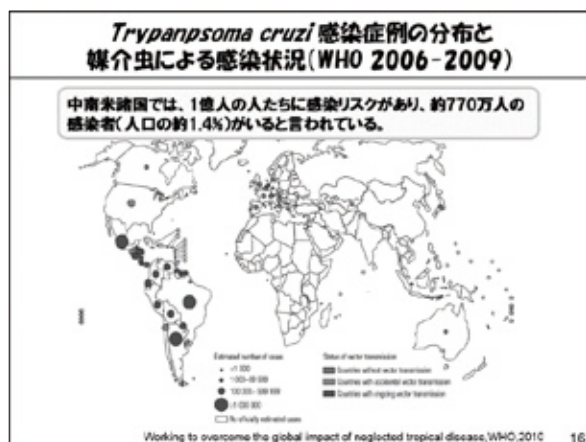 Trypanpsoma cruzi 感染症例の分布と
媒介虫による感染状況(WHO 2006-2009)
中南米諸国では、1億人の人たちに感染リスクがあり、約770万人の
感染者(人口の約1.4%)がいると言われている。
Estimated number of cases
Status of vector transmission
Countries without vector transmission
Countries with accidental vector transmission
Countries with ongoing vector transmission
No officially estimated cases
Working to overcome the global impact of neglected tropical disease,WHO,2010
16